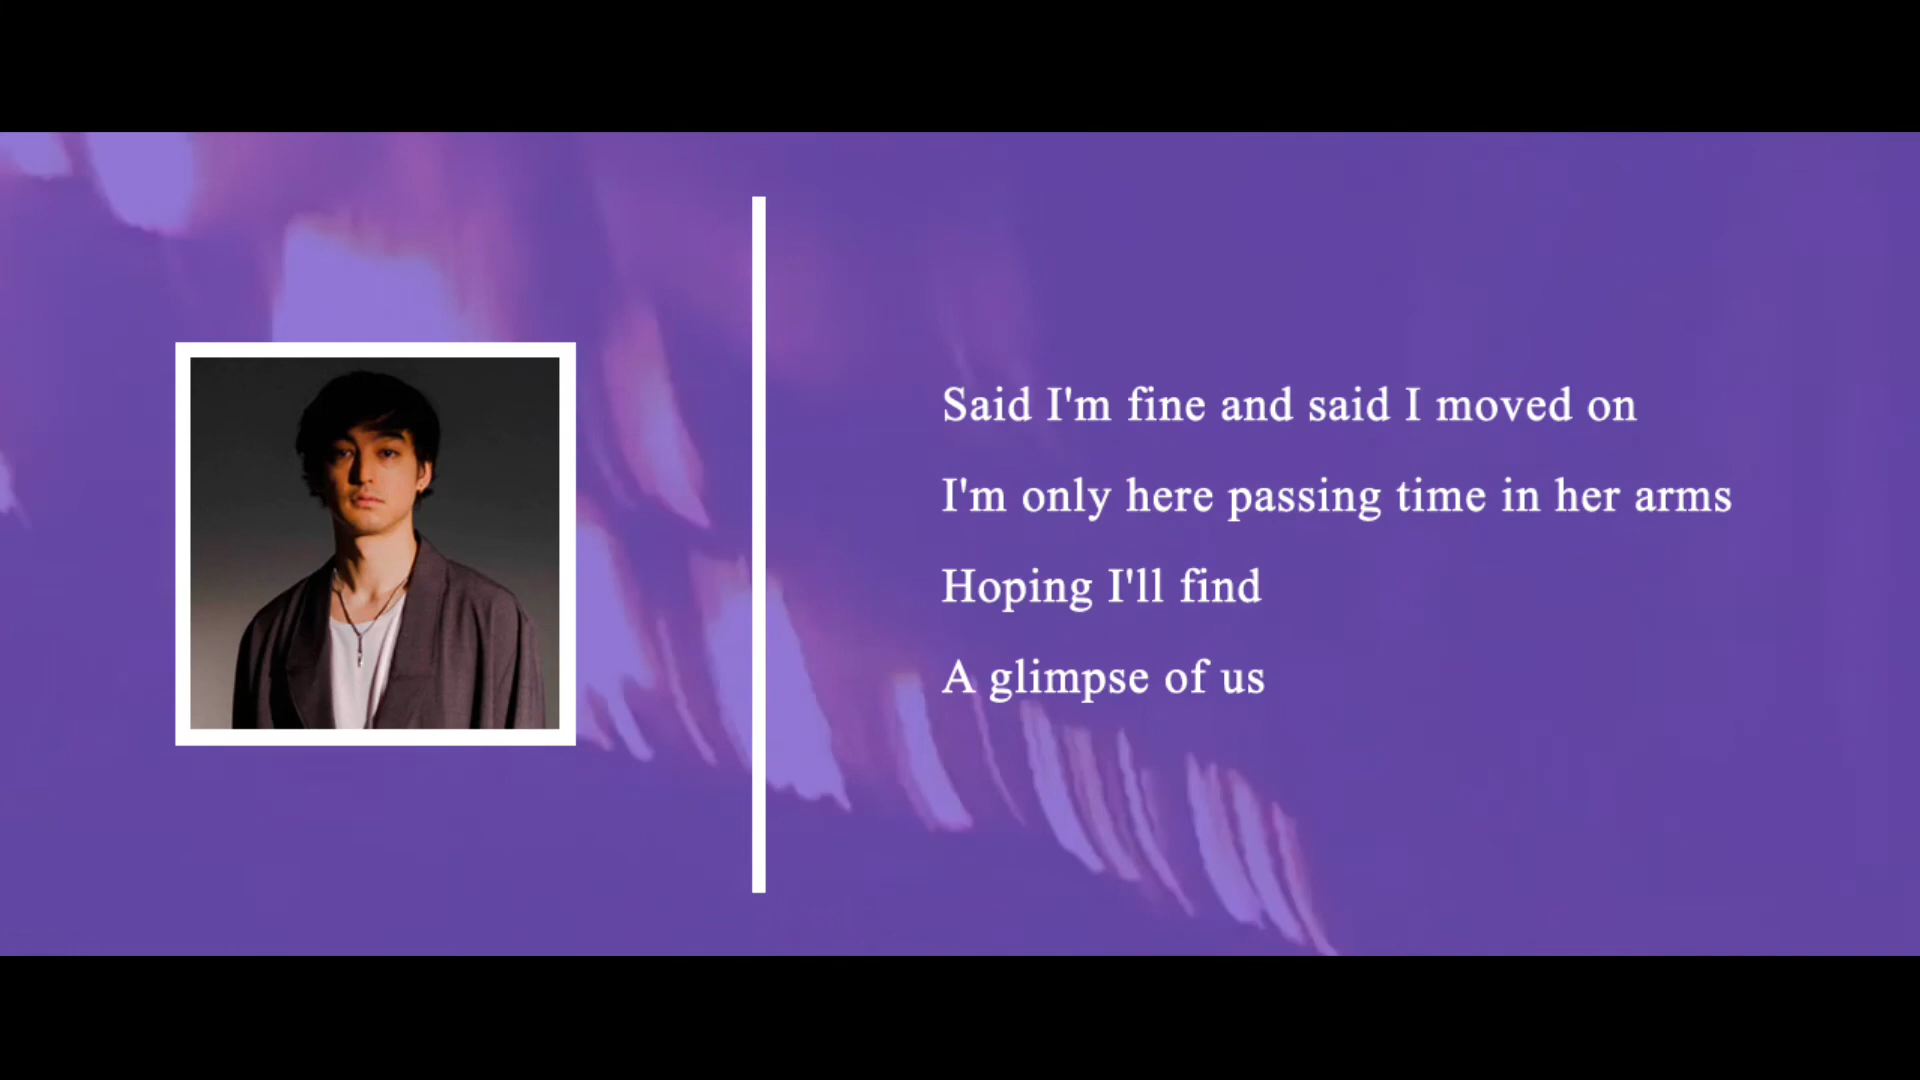 Said I'm fine and said I moved on
I'm only here passing time in her arms
Hoping I'll find
A glimpse of us